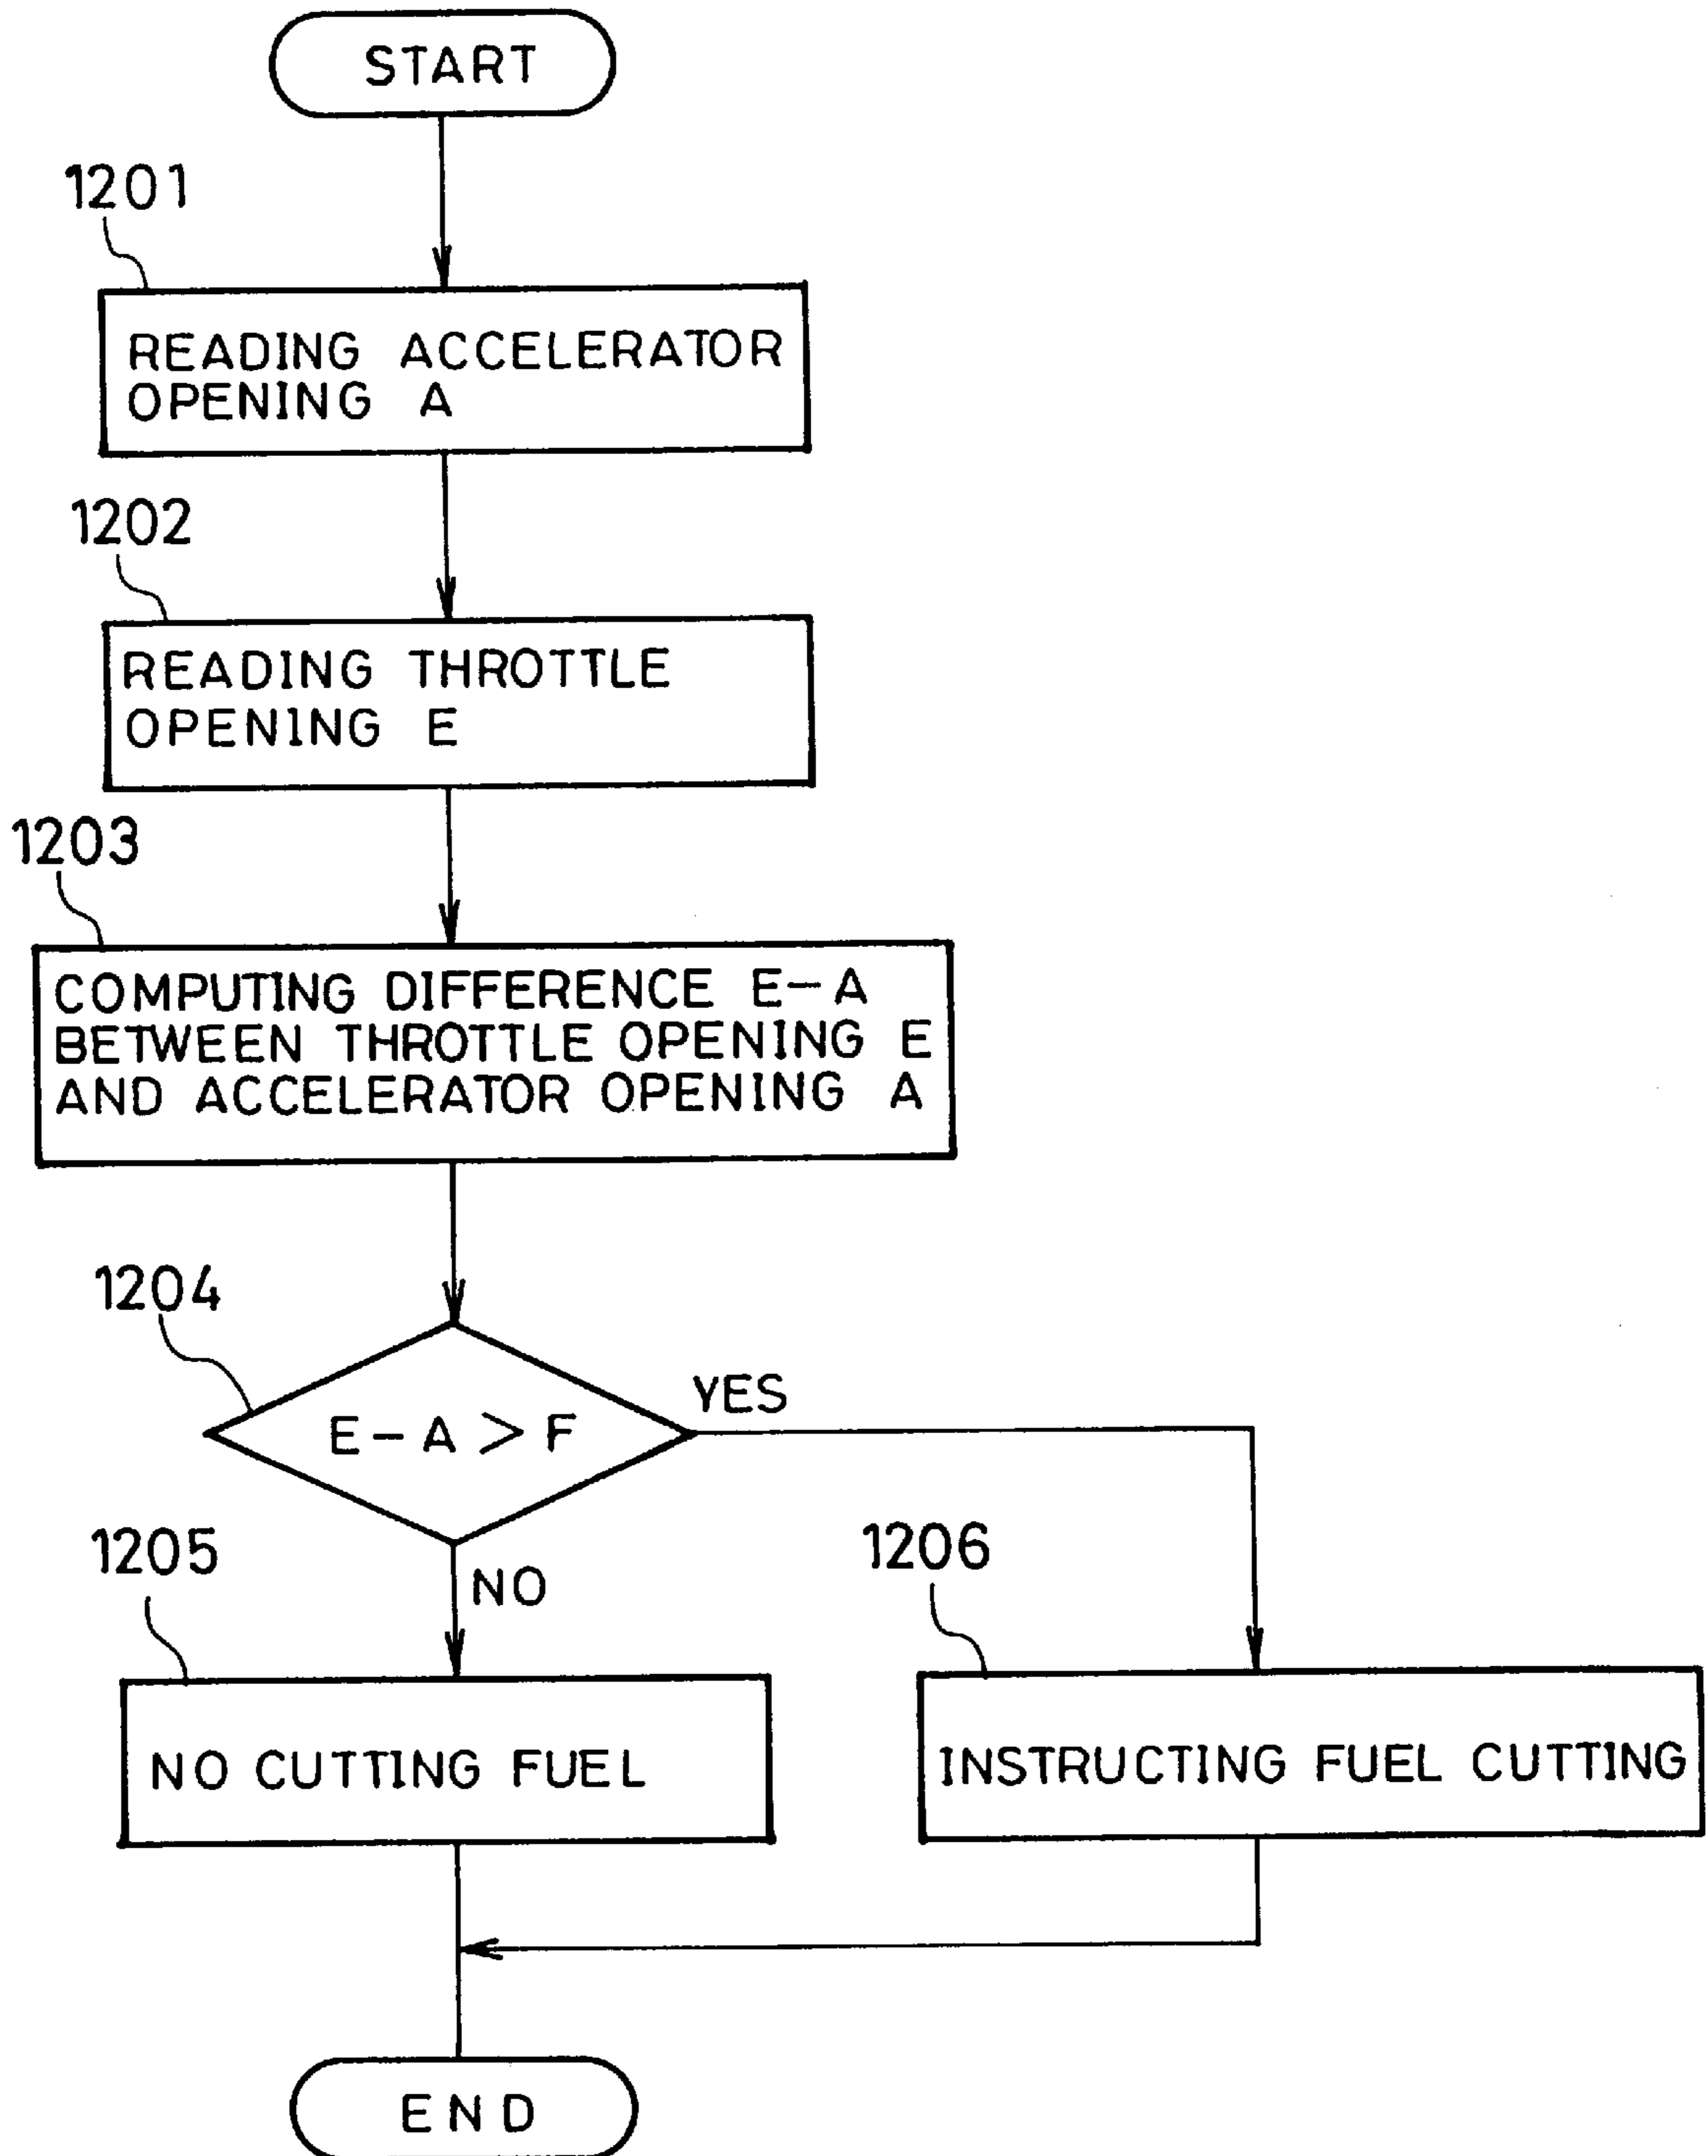 START
1201
READING ACCELERATOR
OPENING A
1202
READING THROTTLE
OPENING E
1203
COMPUTING DIFFERENCE E-A
BETWEEN THROTTLE OPENING E
AND ACCELERATOR OPENING A
1204
E-A > F
YES
NO
1205
NO CUTTING FUEL
1206
INSTRUCTING FUEL CUTTING
END